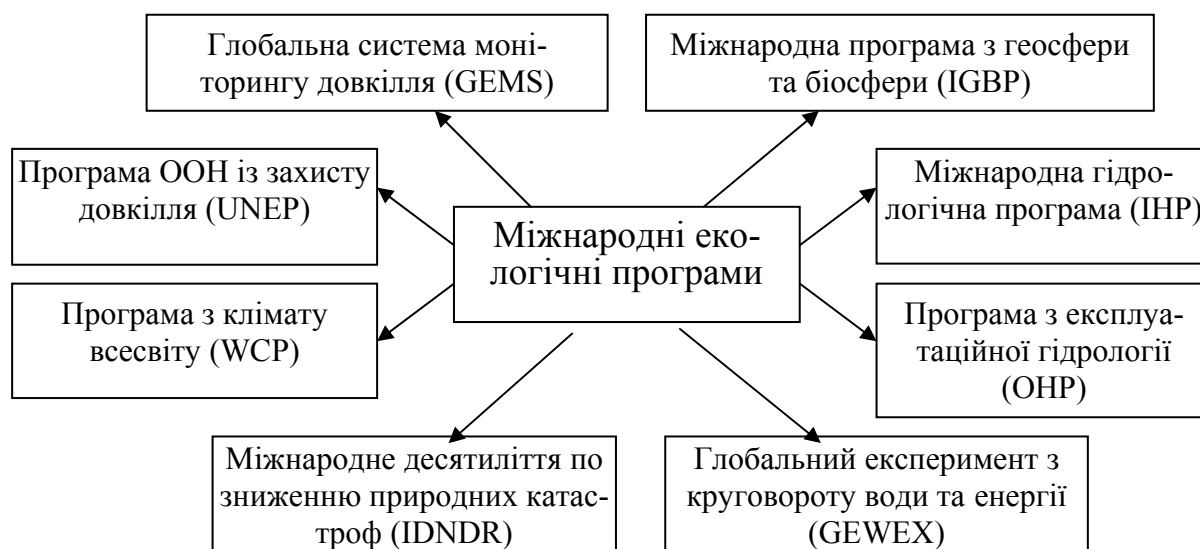 Глобальна система моні-
торингу довкілля (GEMS)
Міжнародна програма з геосфери
та біосфери (IGBP)
Програма ООН із захисту
довкілля (UNEP)
Міжнародні еко-
логічні програми
Міжнародна гідро-
логічна програма (IHP)
Програма з клімату
всесвіту (WCP)
Програма з експлуа-
таційної гідрології
(OHP)
Міжнародне десятиліття по
зниженню природних катас-
троф (IDNDR)
Глобальний експеримент з
круговороту води та енергії
(GEWEX)